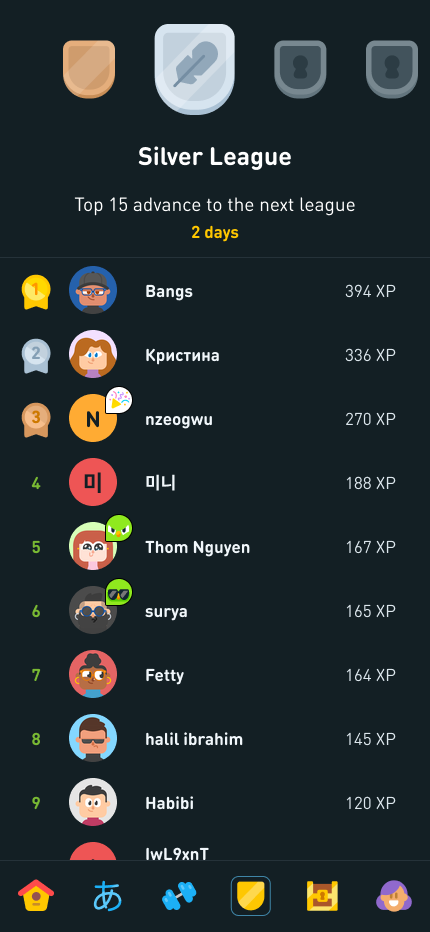 Silver League
Top 15 advance to the next league
2 days
1 Bangs 394 XP
2 Кристина 336 XP
3 N nzeogwu 270 XP
4 미 미니 188 XP
5 Thom Nguyen 167 XP
6 surya 165 XP
7 Fetty 164 XP
8 halil ibrahim 145 XP
9 Habibi 120 XP
IwL9xnT
あ